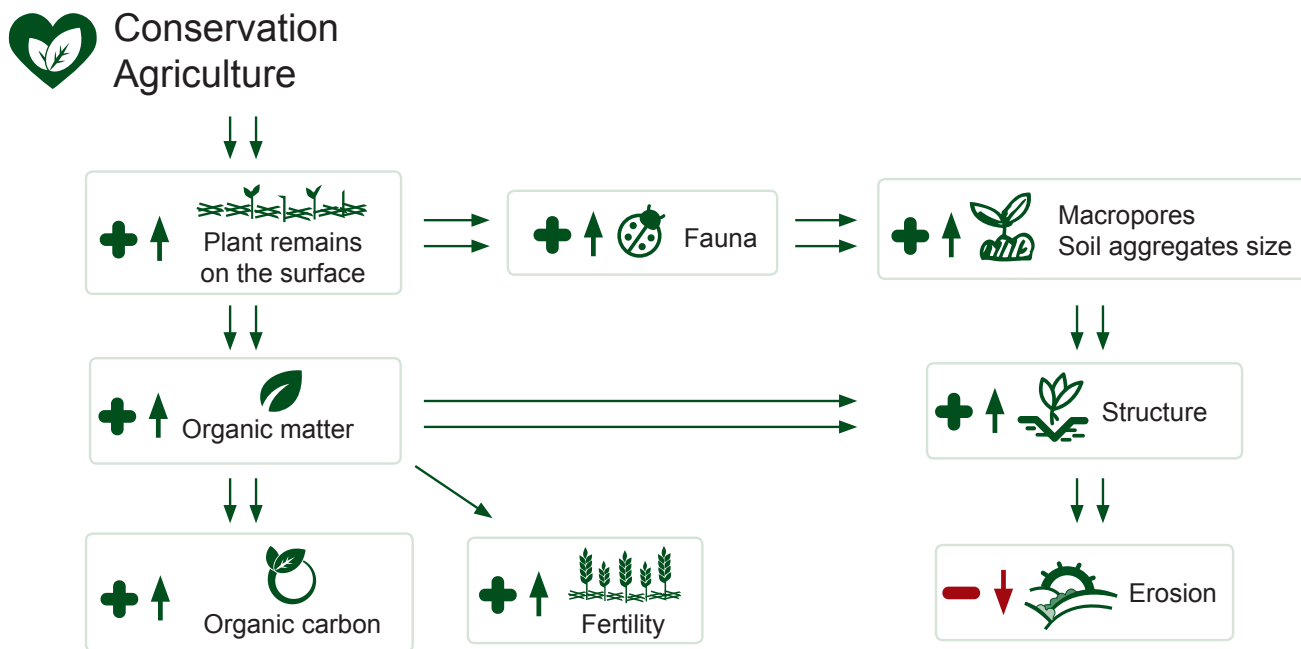 Conservation
Agriculture
Plant remains
on the surface
Fauna
Macropores
Soil aggregates size
Organic matter
Structure
Organic carbon
Fertility
Erosion